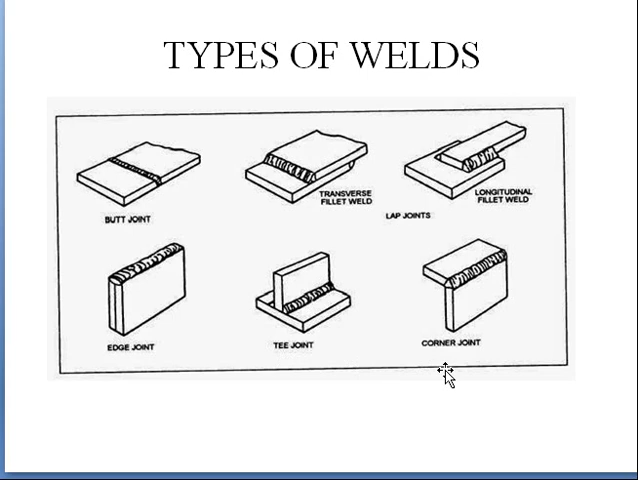 TYPES OF WELDS
TRANSVERSE
FILLET WELD
LONGITUDINAL
FILLET WELD
BUTT JOINT
LAP JOINTS
EDGE JOINT
TEE JOINT
CORNER JOINT